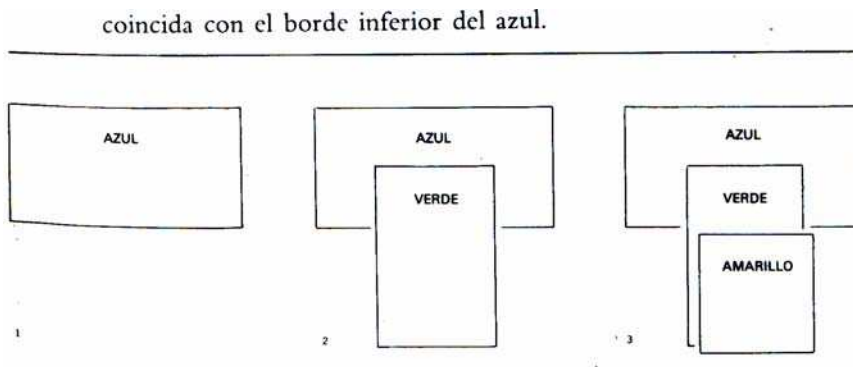 coincida con el borde inferior del azul.
AZUL
AZUL
AZUL
VERDE
VERDE
AMARILLO
1
2
3